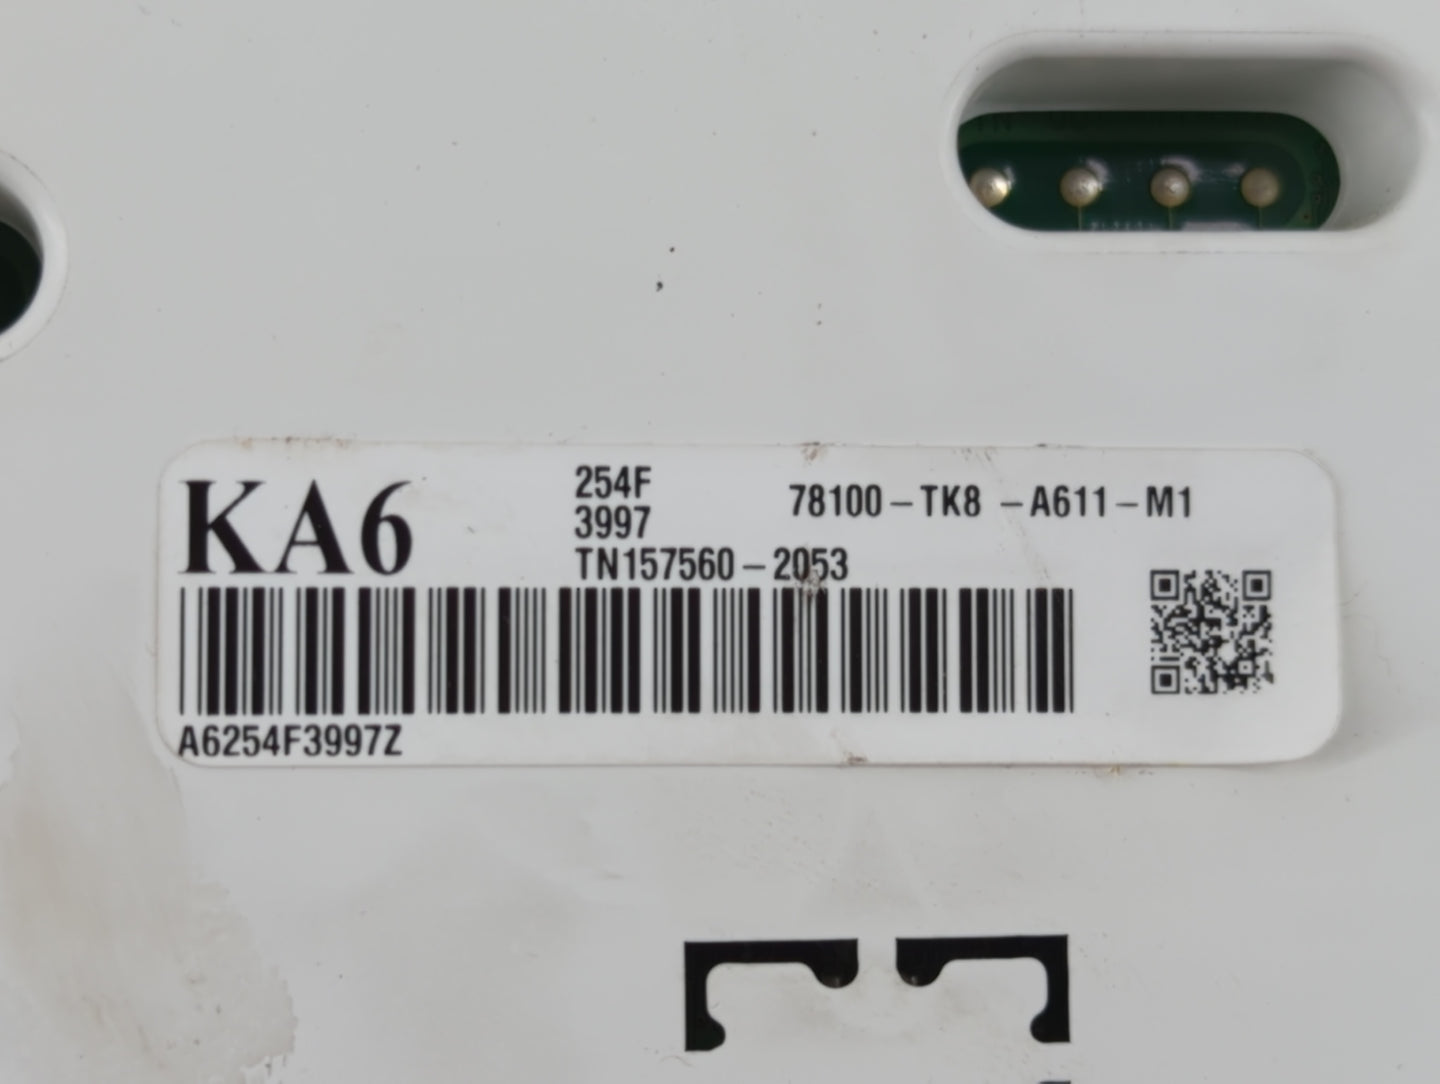 KA6
254F
3997
TN157560-2053
78100-TK8 -A611-M1
A6254F3997Z